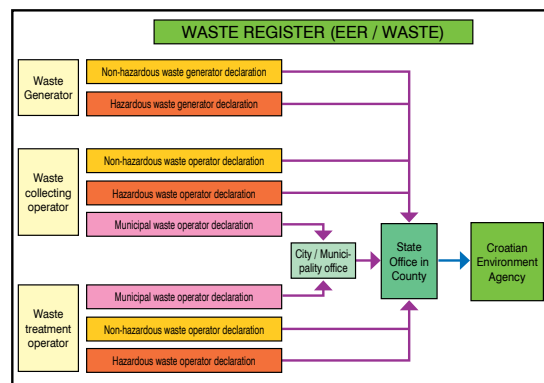 WASTE REGISTER (EER / WASTE)
Waste
Generator
Non-hazardous waste generator declaration
Hazardous waste generator declaration
Waste
collecting
operator
Non-hazardous waste operator declaration
Hazardous waste operator declaration
Municipal waste operator declaration
City / Munici-
pality office
State
Office in
County
Croatian
Environment
Agency
Waste
treatment
operator
Municipal waste operator declaration
Non-hazardous waste operator declaration
Hazardous waste operator declaration